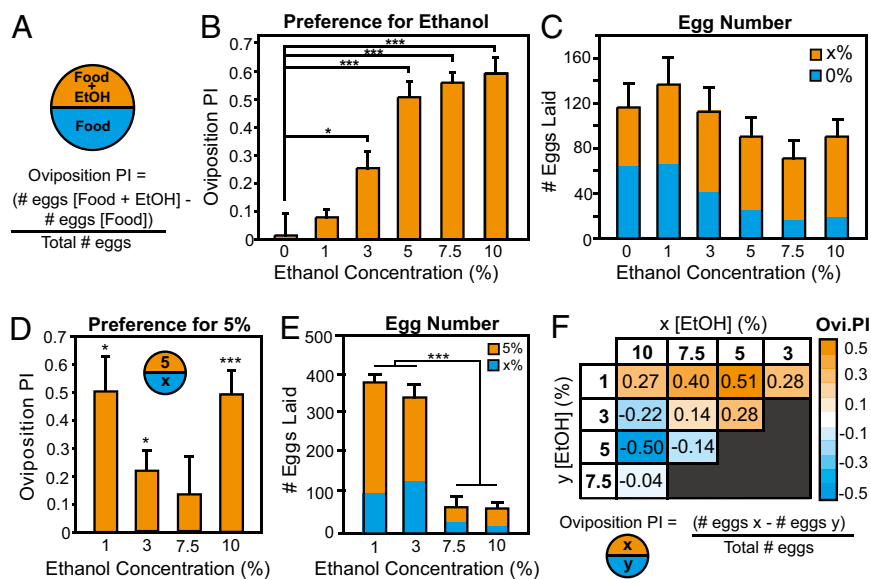 A
Food
+
EtOH
Food
Oviposition PI =
(# eggs [Food + EtOH] -
# eggs [Food])
Total # eggs
B
Preference for Ethanol
***
***
***
*
0.7
0.6
0.5
0.4
0.3
0.2
0.1
0
Oviposition PI
0 1 3 5 7.5 10
Ethanol Concentration (%)
C
Egg Number
x%
0%
160
120
80
40
0
# Eggs Laid
0 1 3 5 7.5 10
Ethanol Concentration (%)
D
Preference for 5%
0.7
0.6
0.5
0.4
0.3
0.2
0.1
0
Oviposition PI
* * ***
5
x
1 3 7.5 10
Ethanol Concentration (%)
E
Egg Number
5%
x%
***
500
400
300
200
100
0
# Eggs Laid
1 3 7.5 10
Ethanol Concentration (%)
F
x [EtOH] (%)
Ovi.PI
10 7.5 5 3
y [EtOH] (%)
1 0.27 0.40 0.51 0.28
3 -0.22 0.14 0.28
5 -0.50 -0.14
7.5 -0.04
0.5
0.3
0.1
-0.1
-0.3
-0.5
Oviposition PI =
(# eggs x - # eggs y)
Total # eggs
x
y